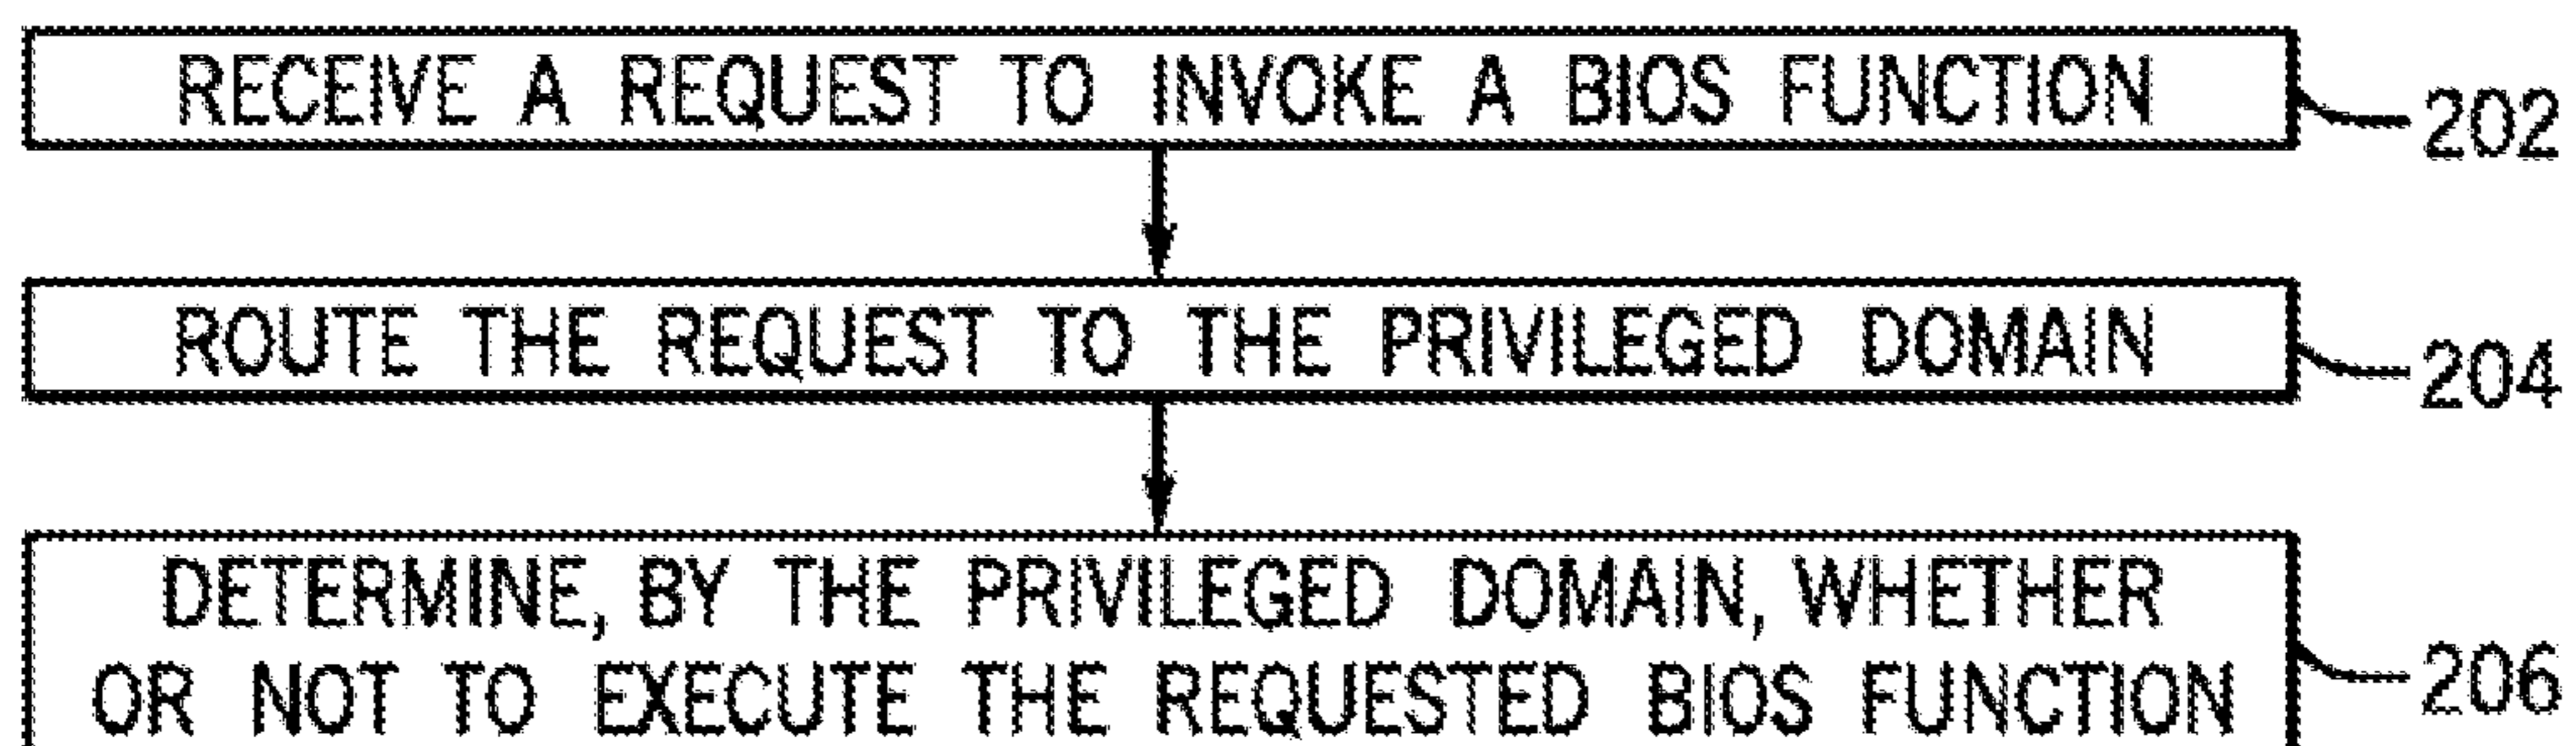 RECEIVE A REQUEST TO INVOKE A BIOS FUNCTION
202
ROUTE THE REQUEST TO THE PRIVILEGED DOMAIN
204
DETERMINE, BY THE PRIVILEGED DOMAIN, WHETHER
OR NOT TO EXECUTE THE REQUESTED BIOS FUNCTION
206